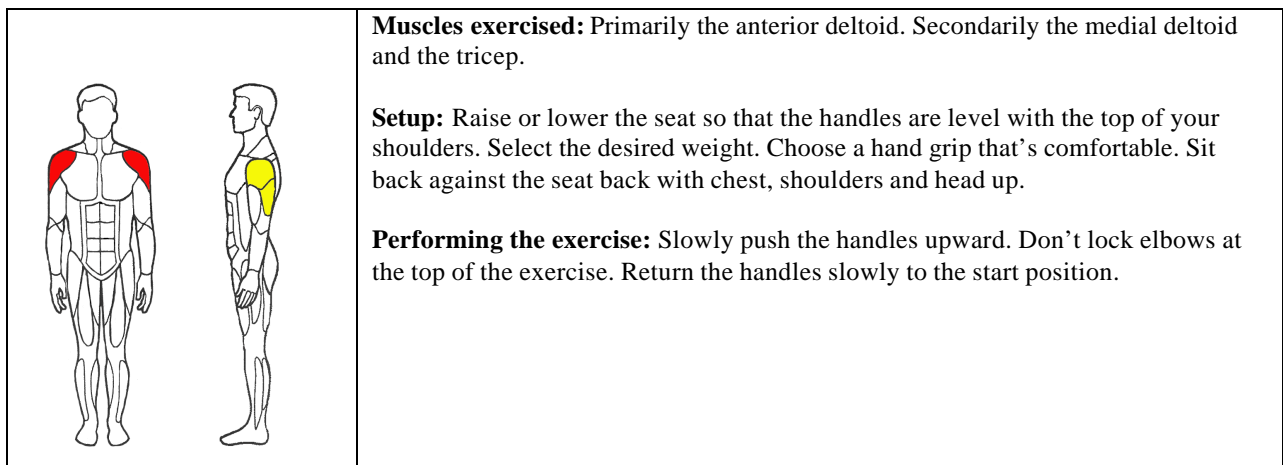 Muscles exercised: Primarily the anterior deltoid. Secondarily the medial deltoid
and the tricep.
Setup: Raise or lower the seat so that the handles are level with the top of your
shoulders. Select the desired weight. Choose a hand grip that’s comfortable. Sit
back against the seat back with chest, shoulders and head up.
Performing the exercise: Slowly push the handles upward. Don’t lock elbows at
the top of the exercise. Return the handles slowly to the start position.